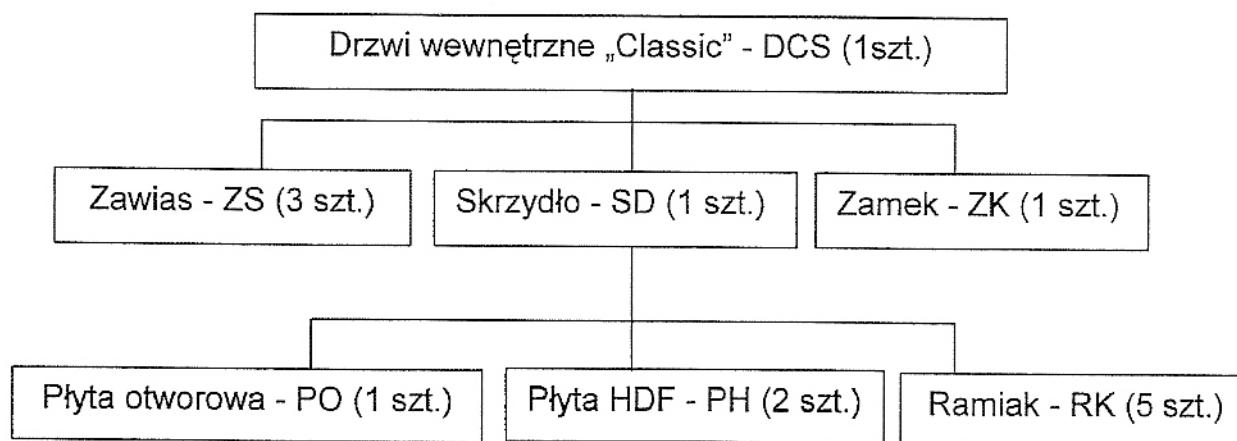 Drzwi wewnętrzne „Classic” - DCS (1szt.)
Zawias - ZS (3 szt.)
Skrzydło - SD (1 szt.)
Zamek - ZK (1 szt.)
Płyta otworowa - PO (1 szt.)
Płyta HDF - PH (2 szt.)
Ramiak - RK (5 szt.)